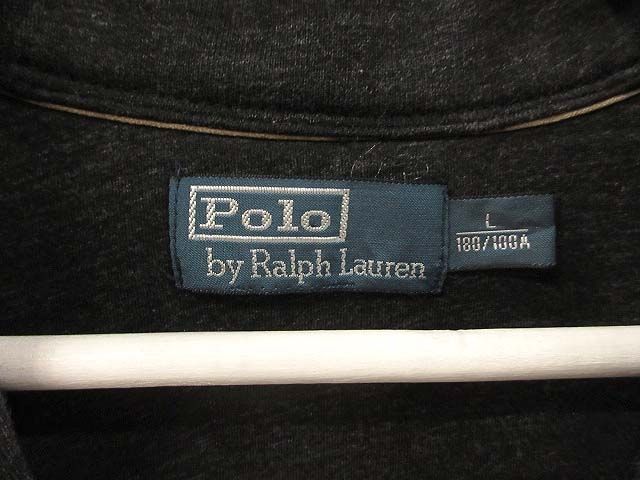 Polo
by Ralph Lauren
L
180/100A